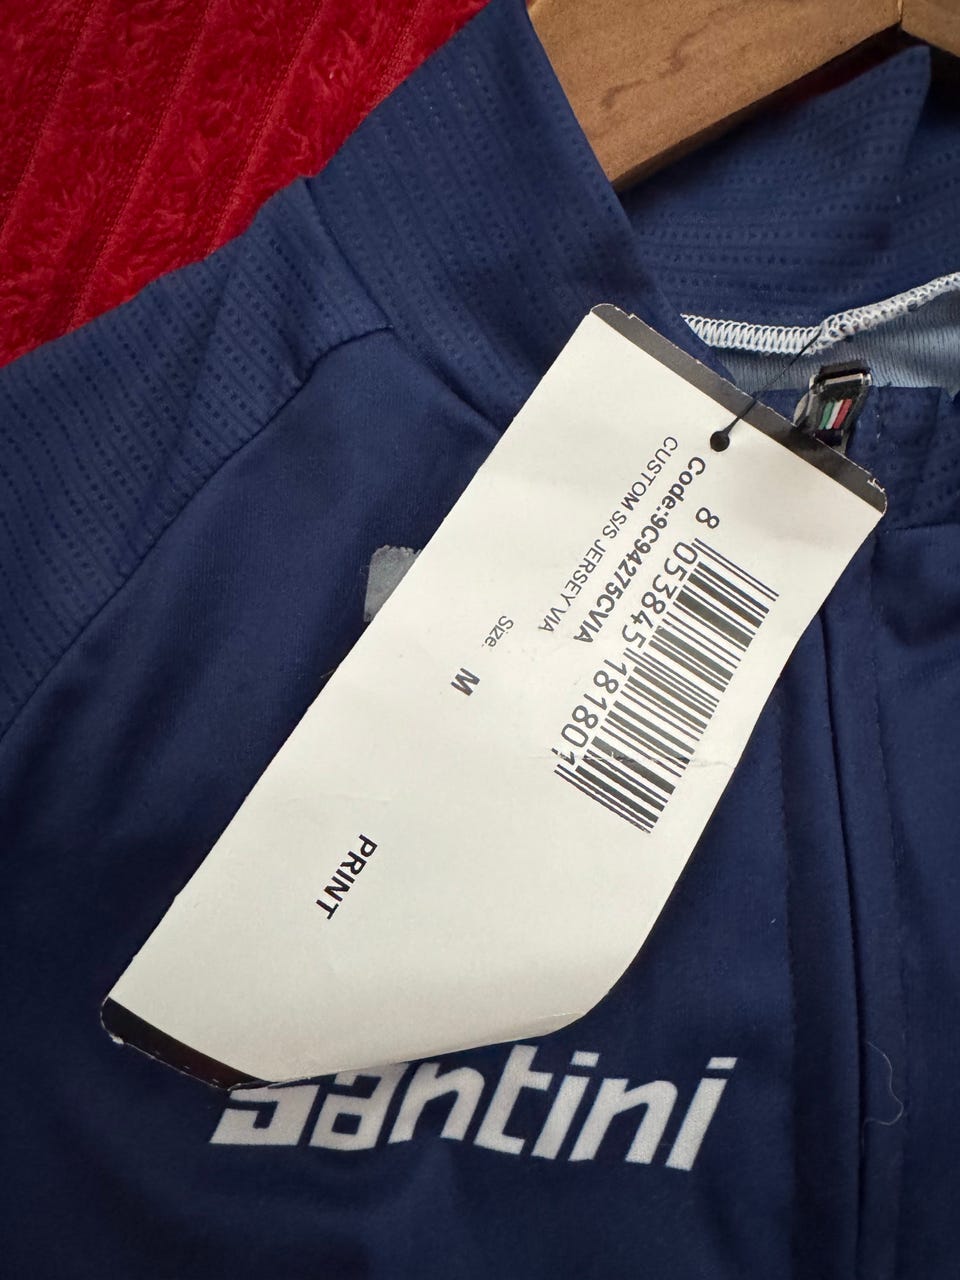 Code:9C94275CVIA
CUSTOM S/S JERSEY VIA
8 053845 181801
Size: M
PRINT
santini